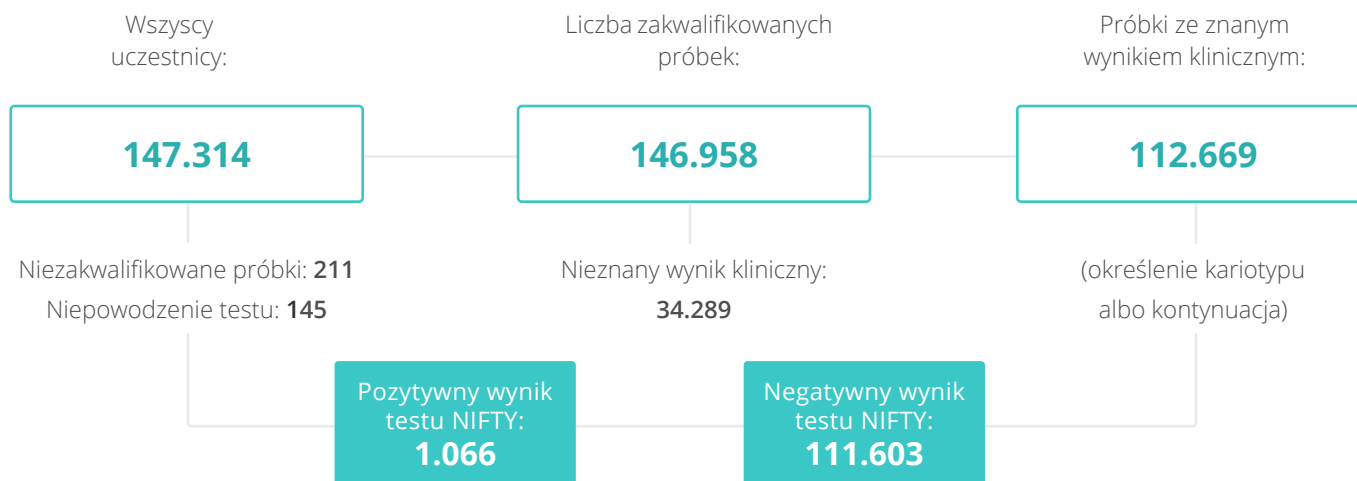 Wszyscy
uczestnicy:
147.314
Niezakwalifikowane próbki: 211
Niepowodzenie testu: 145
Liczba zakwalifikowanych
próbek:
146.958
Nieznany wynik kliniczny:
34.289
Próbki ze znanym
wynikiem klinicznym:
112.669
(określenie kariotypu
albo kontynuacja)
Pozytywny wynik
testu NIFTY:
1.066
Negatywny wynik
testu NIFTY:
111.603